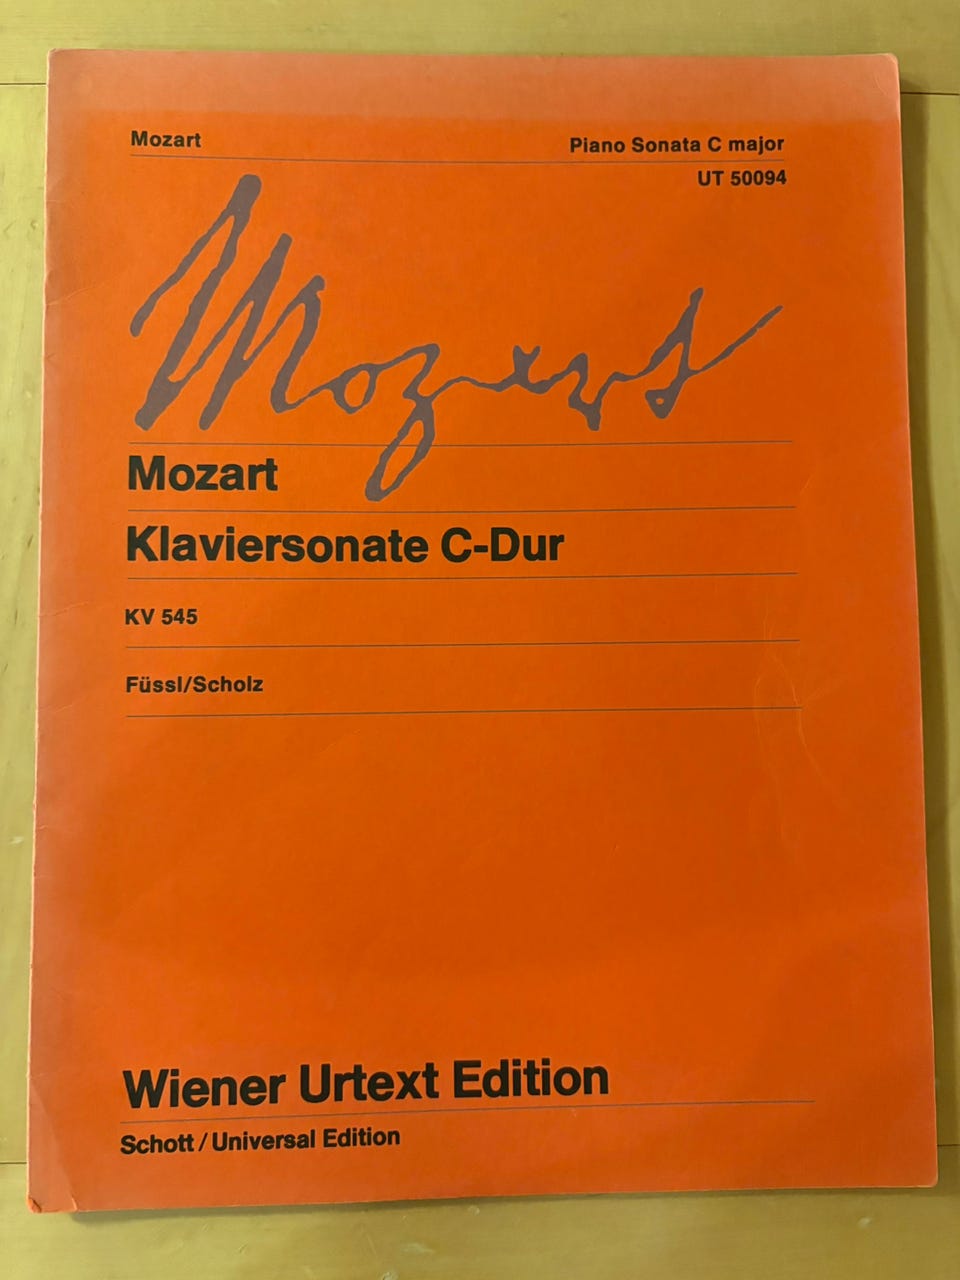 Mozart Piano Sonata C major
UT 50094
Mozart
Mozart
Klaviersonate C-Dur
KV 545
Füssl/Scholz
Wiener Urtext Edition
Schott / Universal Edition